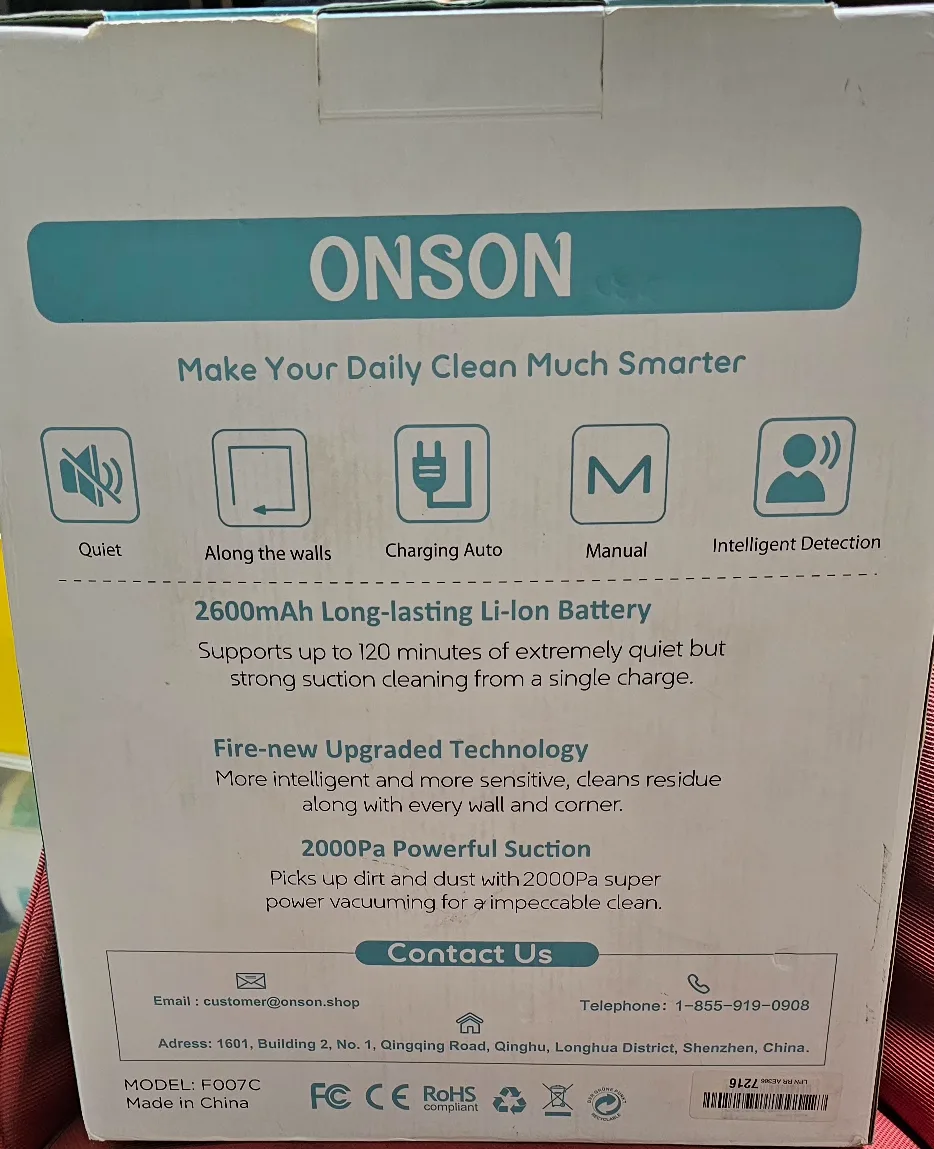 ONSON
Make Your Daily Clean Much Smarter
Quiet
Along the walls
Charging Auto
M
Manual
Intelligent Detection
2600mAh Long-lasting Li-Ion Battery
Supports up to 120 minutes of extremely quiet but
strong suction cleaning from a single charge.
Fire-new Upgraded Technology
More intelligent and more sensitive, cleans residue
along with every wall and corner.
2000Pa Powerful Suction
Picks up dirt and dust with 2000Pa super
power vacuuming for a impeccable clean.
Contact Us
Email : customer@onson.shop
Telephone: 1-855-919-0908
Adress: 1601, Building 2, No. 1, Qingqing Road, Qinghu, Longhua District, Shenzhen, China.
MODEL: F007C
Made in China
FC CE RoHS
compliant
RECYCLABLE
LPW RR AE366 7216